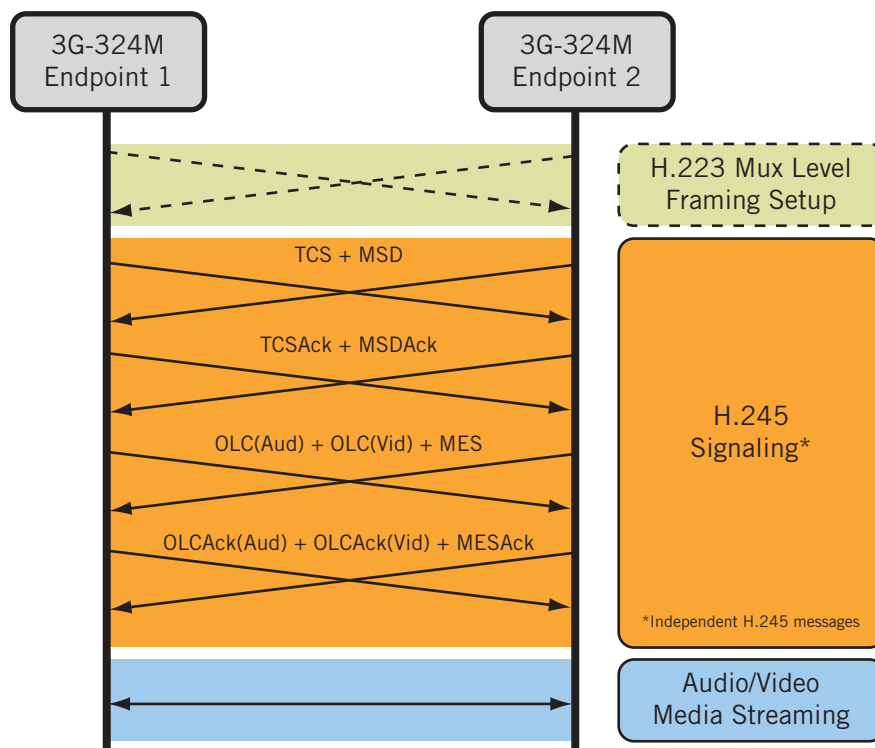 3G-324M
Endpoint 1
3G-324M
Endpoint 2
H.223 Mux Level
Framing Setup
TCS + MSD
TCSAck + MSDAck
OLC(Aud) + OLC(Vid) + MES
OLCAck(Aud) + OLCAck(Vid) + MESAck
H.245
Signaling*
*Independent H.245 messages
Audio/Video
Media Streaming